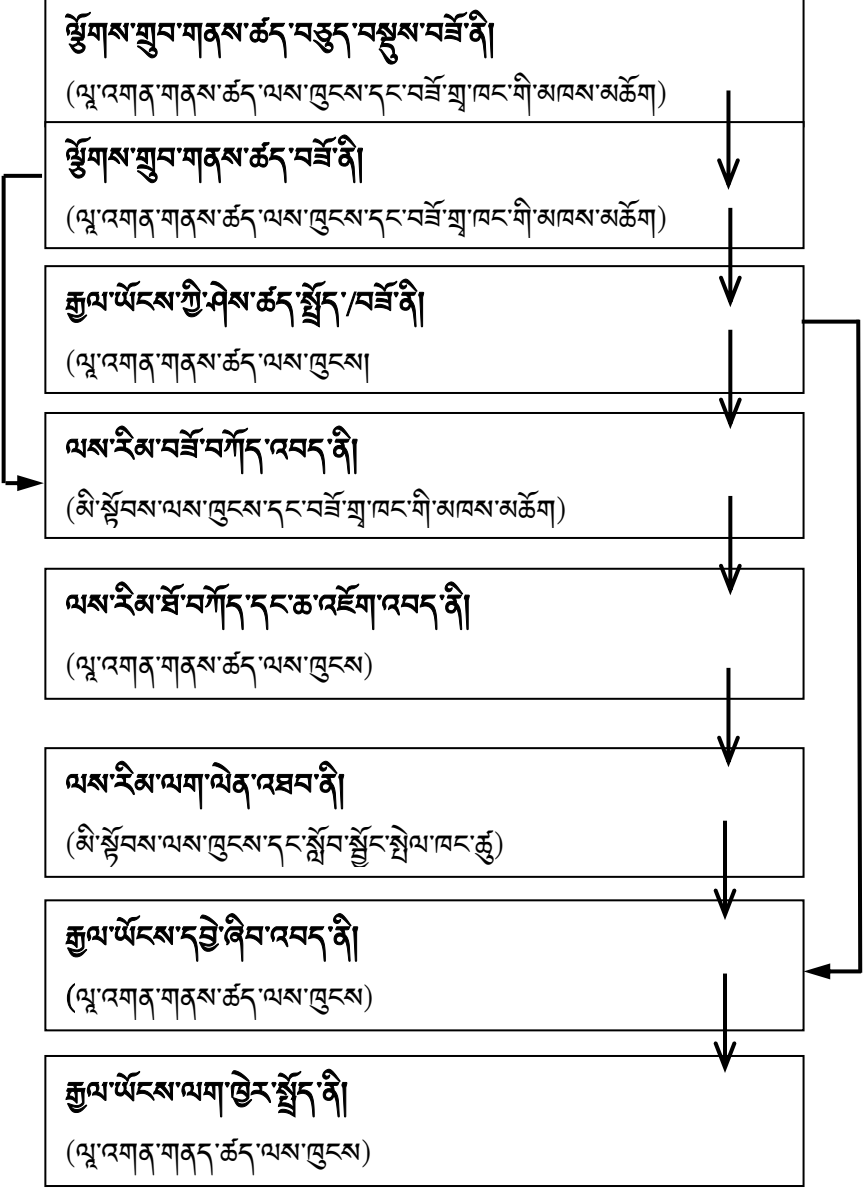 ལྕོགས་གྲུབ་གནས་ཚད་བཅུད་བསྡུས་བཟོ་ནི།
(ལཱ་འགན་གནས་ཚད་ལས་ཁུངས་དང་བཟོ་གྲྭ་ཁང་གི་མཁས་མཆོག)
ལྕོགས་གྲུབ་གནས་ཚད་བཟོ་ནི།
(ལཱ་འགན་གནས་ཚད་ལས་ཁུངས་དང་བཟོ་གྲྭ་ཁང་གི་མཁས་མཆོག)
རྒྱལ་ཡོངས་ཀྱི་ཤེས་ཚད་སྤྲོད་/བཟོ་ནི།
(ལཱ་འགན་གནས་ཚད་ལས་ཁུངས།
ལས་རིམ་བཟོ་བཀོད་འབད་ནི།
(མི་སྟོབས་ལས་ཁུངས་དང་བཟོ་གྲྭ་ཁང་གི་མཁས་མཆོག)
ལས་རིམ་ཐོ་བཀོད་དང་ཆ་འཇོག་འབད་ནི།
(ལཱ་འགན་གནས་ཚད་ལས་ཁུངས)
ལས་རིམ་ལག་ལེན་འཐབ་ནི།
(མི་སྟོབས་ལས་ཁུངས་དང་སློབ་སྦྱོང་སྤེལ་ཁང་ཚུ)
རྒྱལ་ཡོངས་དབྱེ་ཞིབ་འབད་ནི།
(ལཱ་འགན་གནས་ཚད་ལས་ཁུངས)
རྒྱལ་ཡོངས་ལག་ཁྱེར་སྤྲོད་ནི།
(ལཱ་འགན་གནད་ཚད་ལས་ཁུངས)